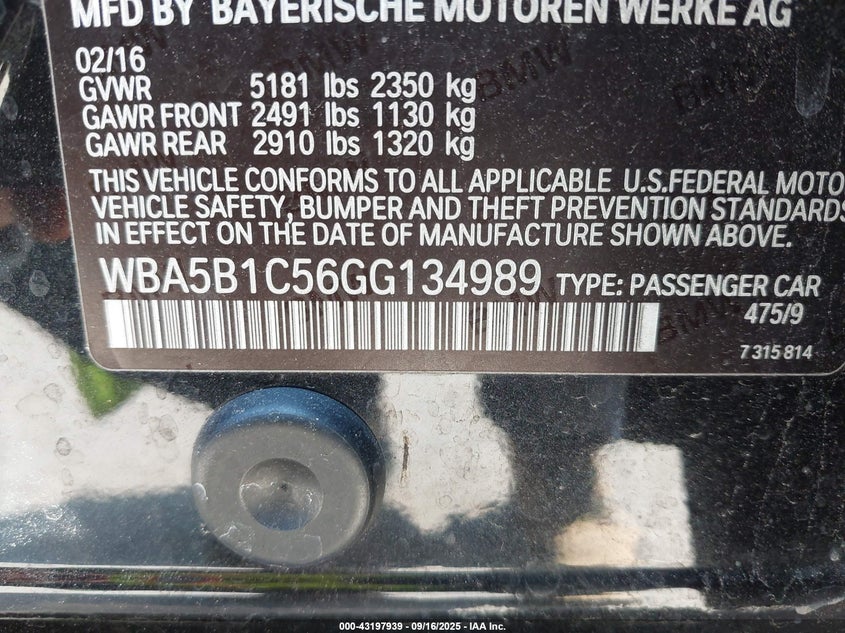 MFD BY BAYERISCHE MOTOREN WERKE AG
02/16
GVWR 5181 lbs 2350 kg
GAWR FRONT 2491 lbs 1130 kg
GAWR REAR 2910 lbs 1320 kg
THIS VEHICLE CONFORMS TO ALL APPLICABLE U.S.FEDERAL MOTO
VEHICLE SAFETY, BUMPER AND THEFT PREVENTION STANDARDS
IN EFFECT ON THE DATE OF MANUFACTURE SHOWN ABOVE.
WBA5B1C56GG134989 TYPE: PASSENGER CAR
475/9
7 315 814
000-43197939 - 09/16/2025 - IAA Inc.